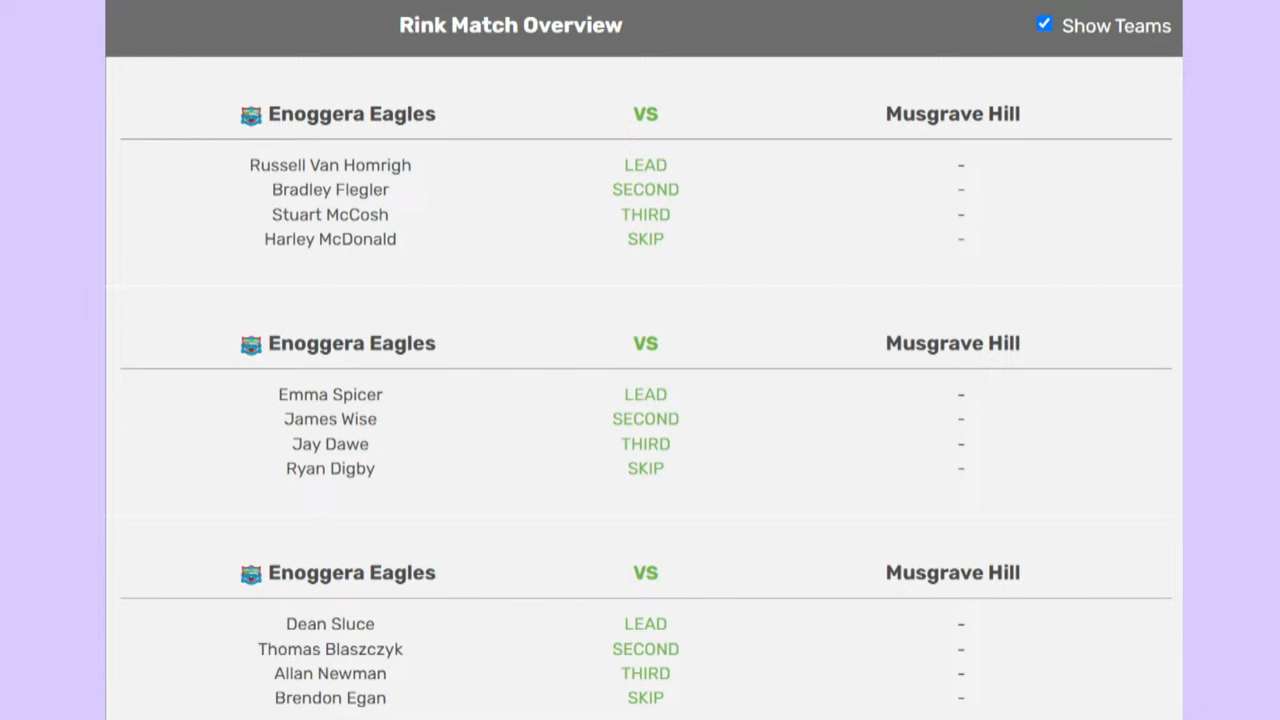 Rink Match Overview Show Teams
Enoggera Eagles VS Musgrave Hill
Russell Van Homrigh LEAD -
Bradley Flegler SECOND -
Stuart McCosh THIRD -
Harley McDonald SKIP -
Enoggera Eagles VS Musgrave Hill
Emma Spicer LEAD -
James Wise SECOND -
Jay Dawe THIRD -
Ryan Digby SKIP -
Enoggera Eagles VS Musgrave Hill
Dean Sluce LEAD -
Thomas Blaszczyk SECOND -
Allan Newman THIRD -
Brendon Egan SKIP -